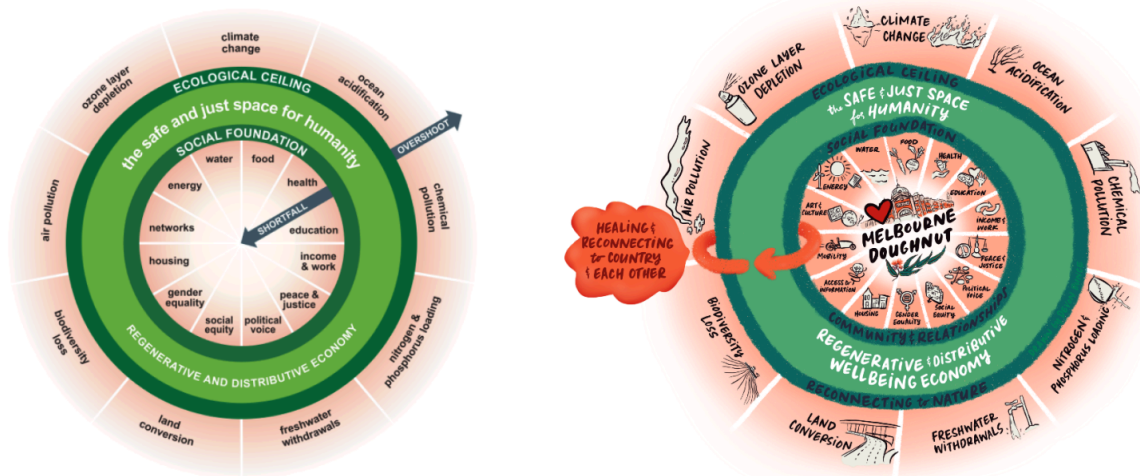 climate
change
ocean
acidification
chemical
pollution
nitrogen &
phosphorus loading
freshwater
withdrawals
land
conversion
biodiversity
loss
air pollution
ozone layer
depletion
ECOLOGICAL CEILING
the safe and just space for humanity
SOCIAL FOUNDATION
OVERSHOOT
SHORTFALL
water
food
health
education
income
& work
peace &
justice
political
voice
social
equity
gender
equality
housing
networks
energy
REGENERATIVE AND DISTRIBUTIVE ECONOMY
CLIMATE
CHANGE
OCEAN
ACIDIFICATION
CHEMICAL
POLLUTION
NITROGEN &
PHOSPHORUS LOADING
FRESHWATER
WITHDRAWALS
LAND
CONVERSION
BIODIVERSITY
LOSS
AIR POLLUTION
OZONE LAYER
DEPLETION
ECOLOGICAL CEILING
the SAFE & JUST SPACE
for HUMANITY
SOCIAL FOUNDATION
WATER
FOOD
HEALTH
EDUCATION
INCOME &
WORK
PEACE &
JUSTICE
POLITICAL
VOICE
SOCIAL
EQUITY
GENDER
EQUALITY
HOUSING
ACCESS to
INFORMATION
MOBILITY
ART &
CULTURE
ENERGY
MELBOURNE
DOUGHNUT
HEALING &
RECONNECTING
to COUNTRY
& EACH OTHER
COMMUNITY & RELATIONSHIPS
REGENERATIVE & DISTRIBUTIVE
WELLBEING ECONOMY
RECONNECTING to NATURE